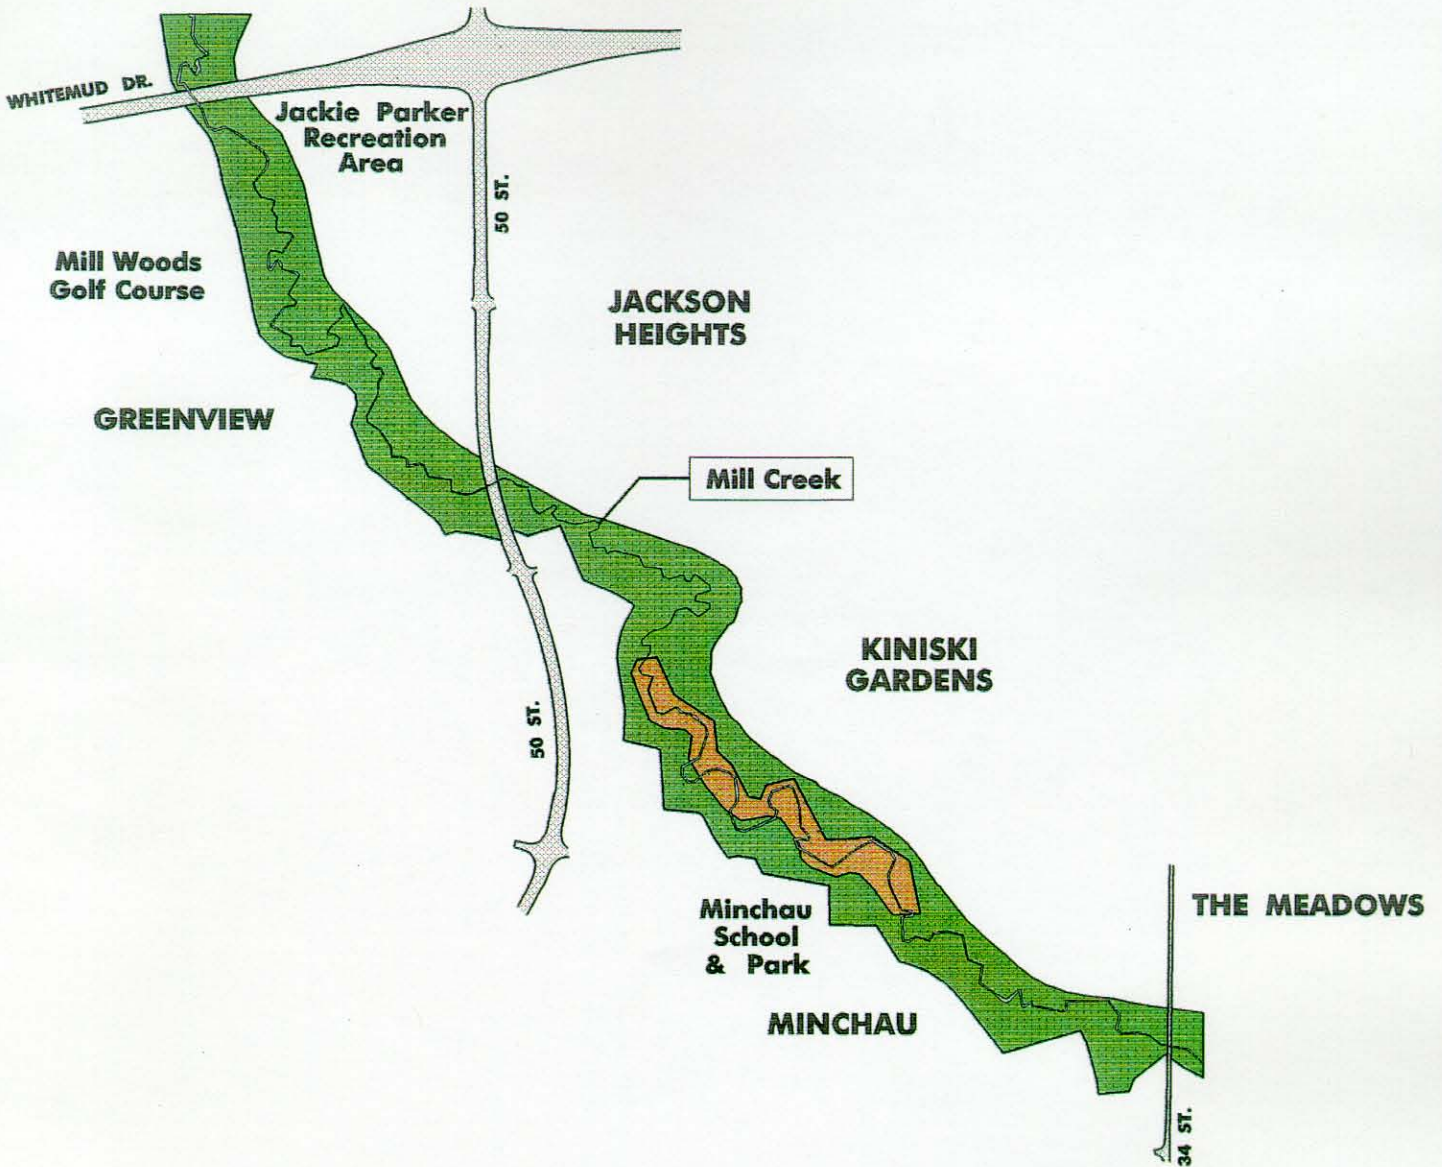 WHITEMUD DR.
Jackie Parker
Recreation
Area
50 ST.
Mill Woods
Golf Course
JACKSON
HEIGHTS
GREENVIEW
Mill Creek
KINISKI
GARDENS
50 ST.
Minchau
School
& Park
THE MEADOWS
MINCHAU
34 ST.